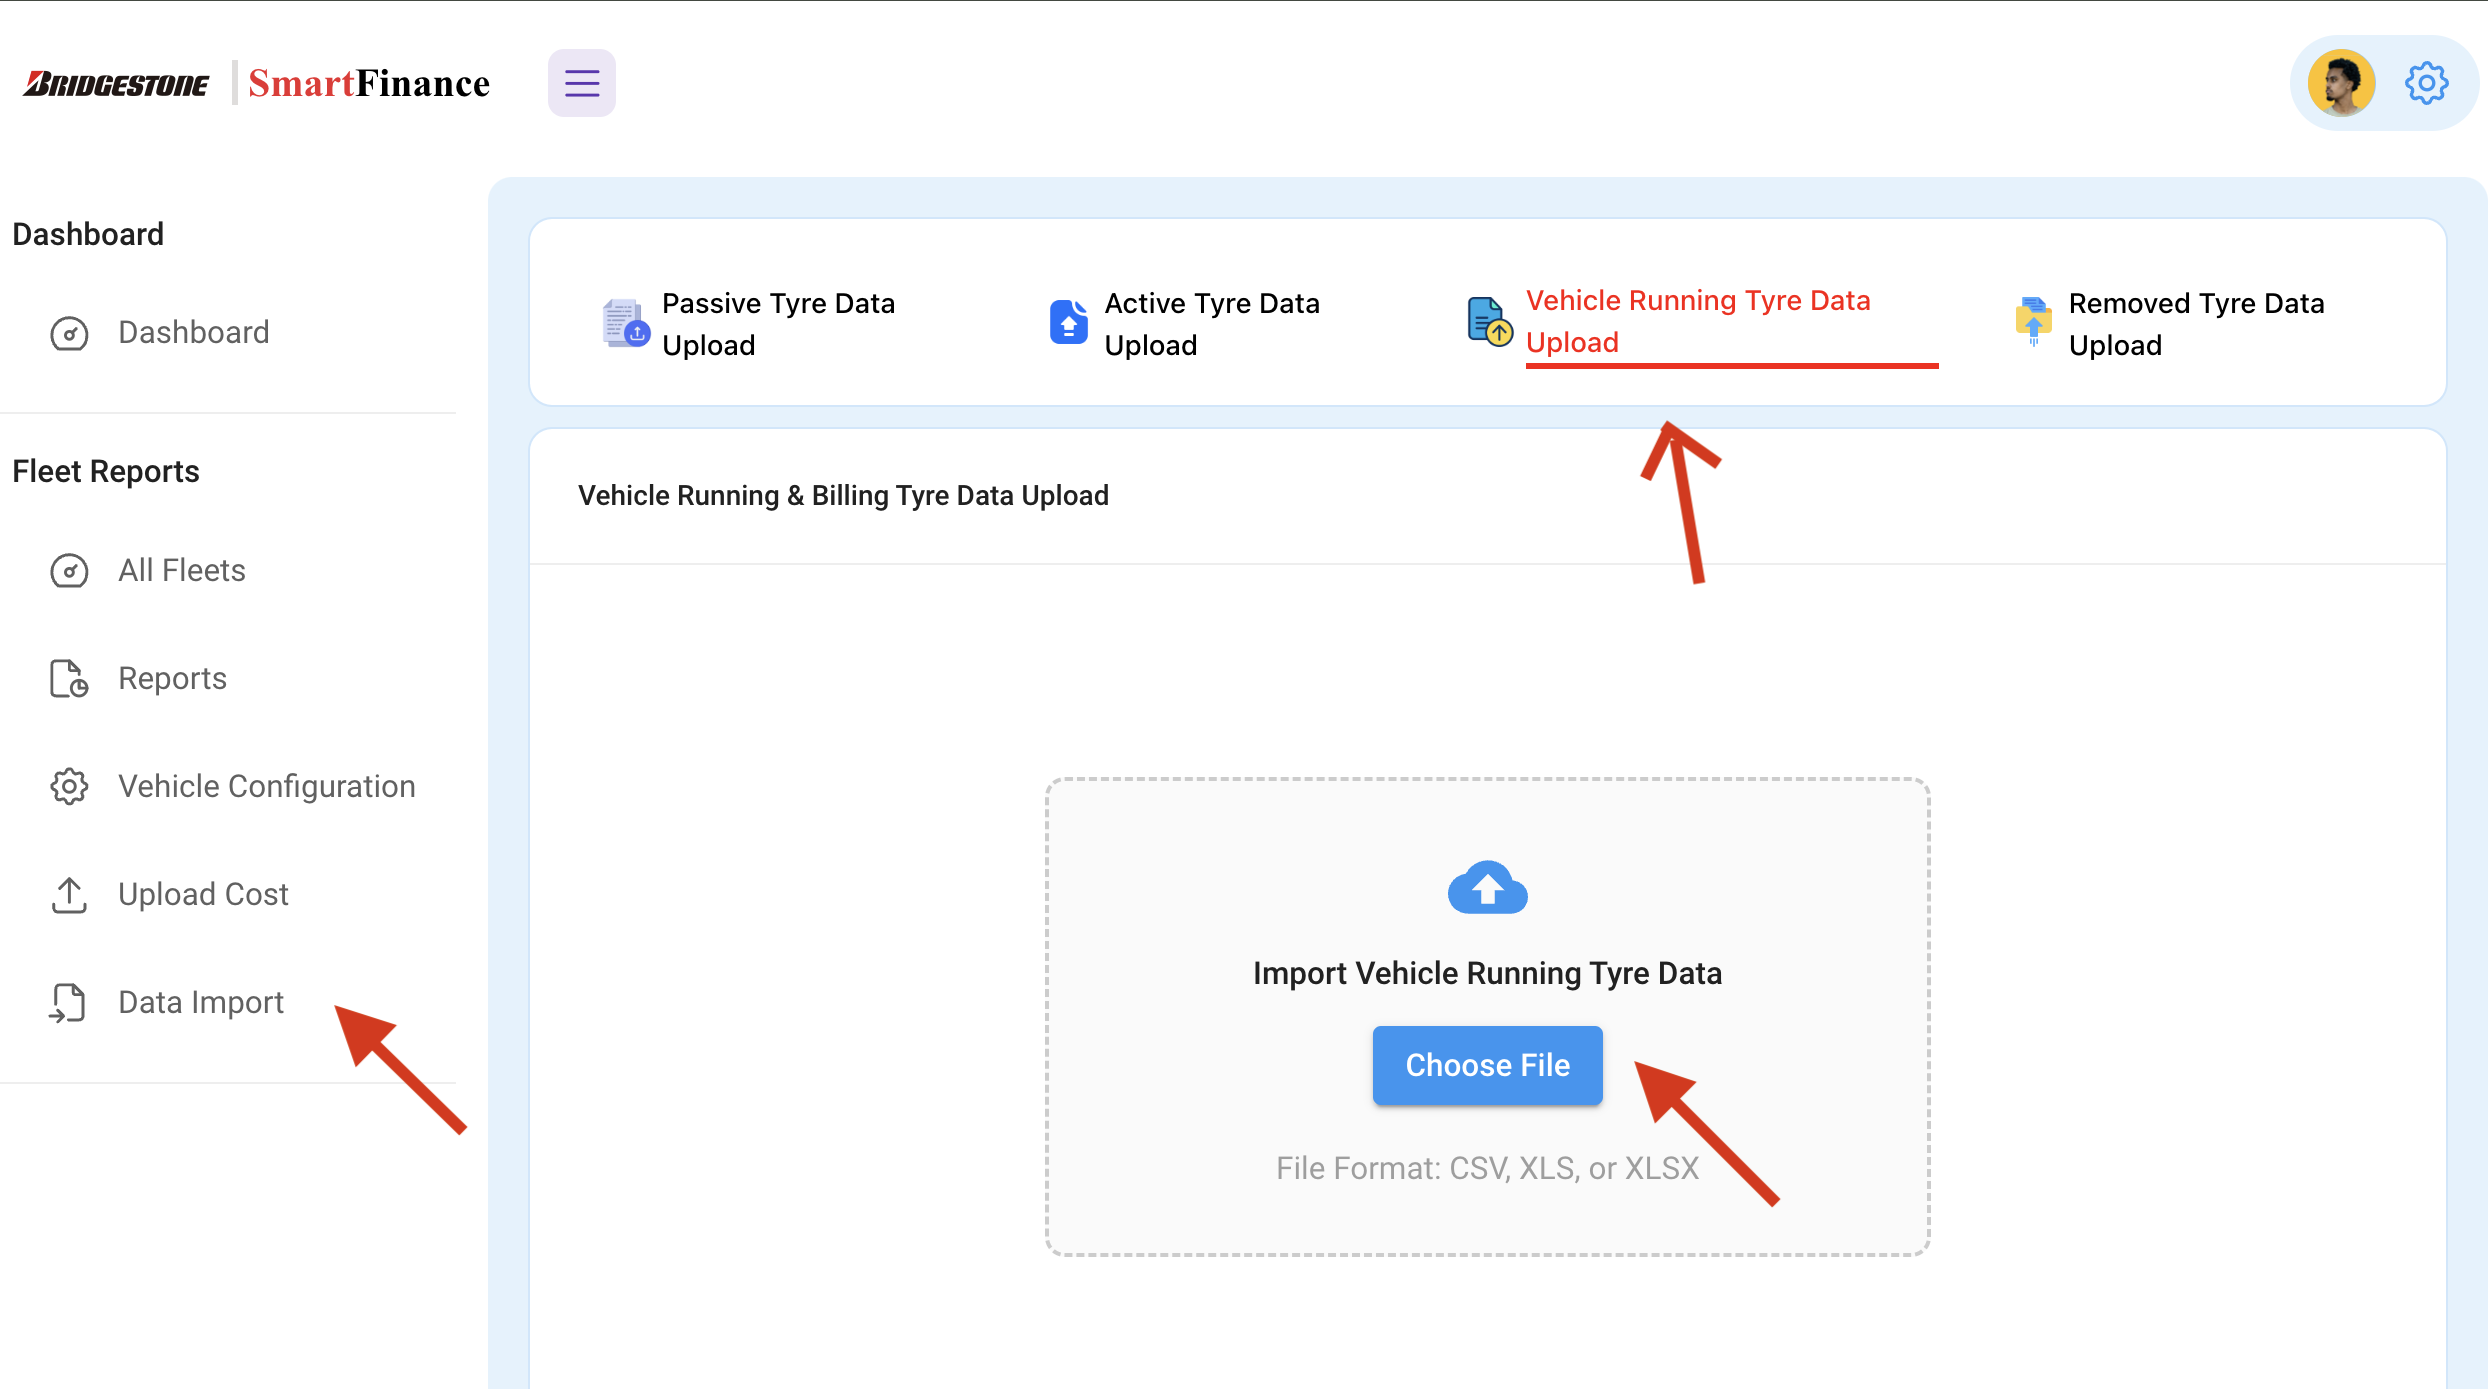 BRIDGESTONE SmartFinance
Dashboard
Dashboard
Fleet Reports
All Fleets
Reports
Vehicle Configuration
Upload Cost
Data Import
Passive Tyre Data
Upload
Active Tyre Data
Upload
Vehicle Running Tyre Data
Upload
Removed Tyre Data
Upload
Vehicle Running & Billing Tyre Data Upload
Import Vehicle Running Tyre Data
Choose File
File Format: CSV, XLS, or XLSX